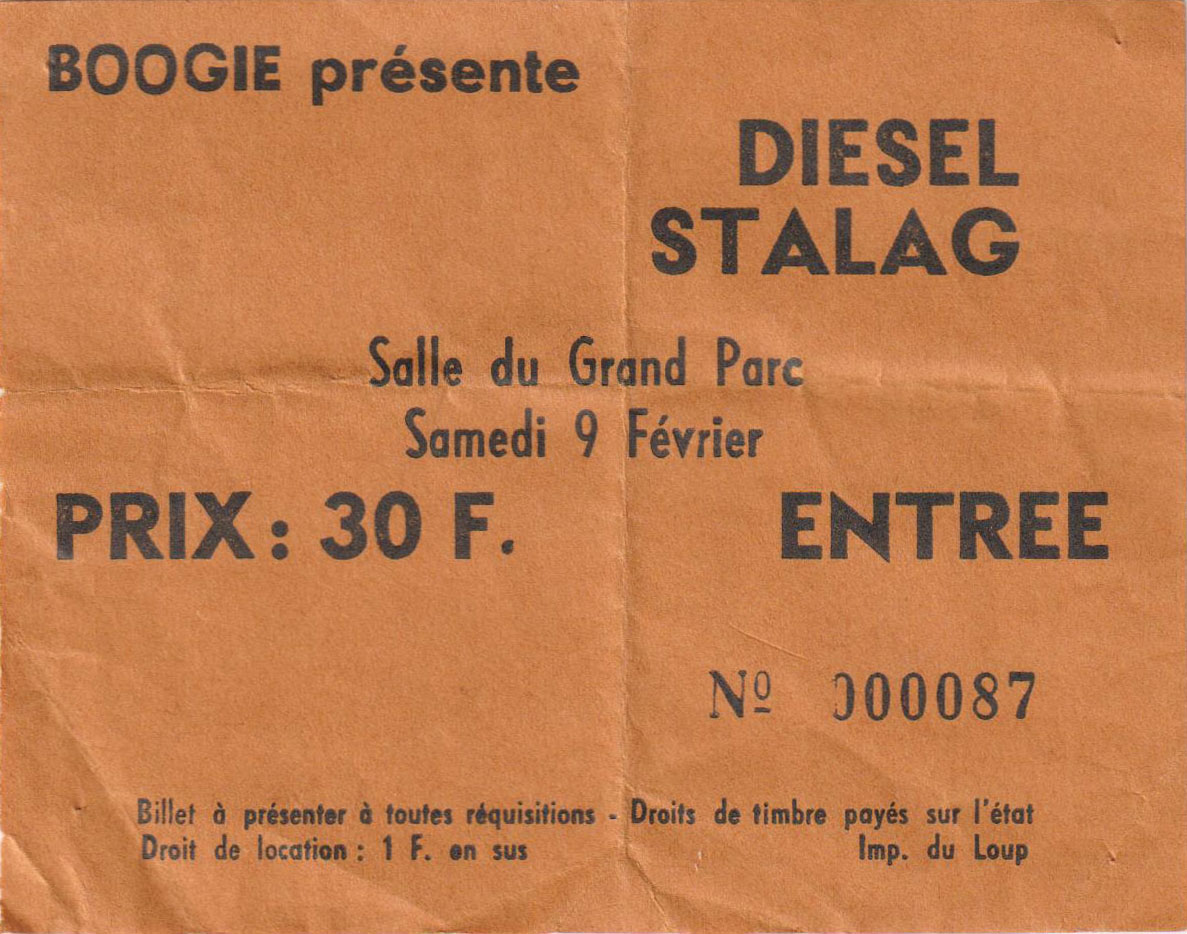 BOOGIE présente
DIESEL
STALAG
Salle du Grand Parc
Samedi 9 Février
PRIX : 30 F.
ENTREE
Nº 000087
Billet à présenter à toutes réquisitions - Droits de timbre payés sur l'état
Droit de location : 1 F. en sus
Imp. du Loup